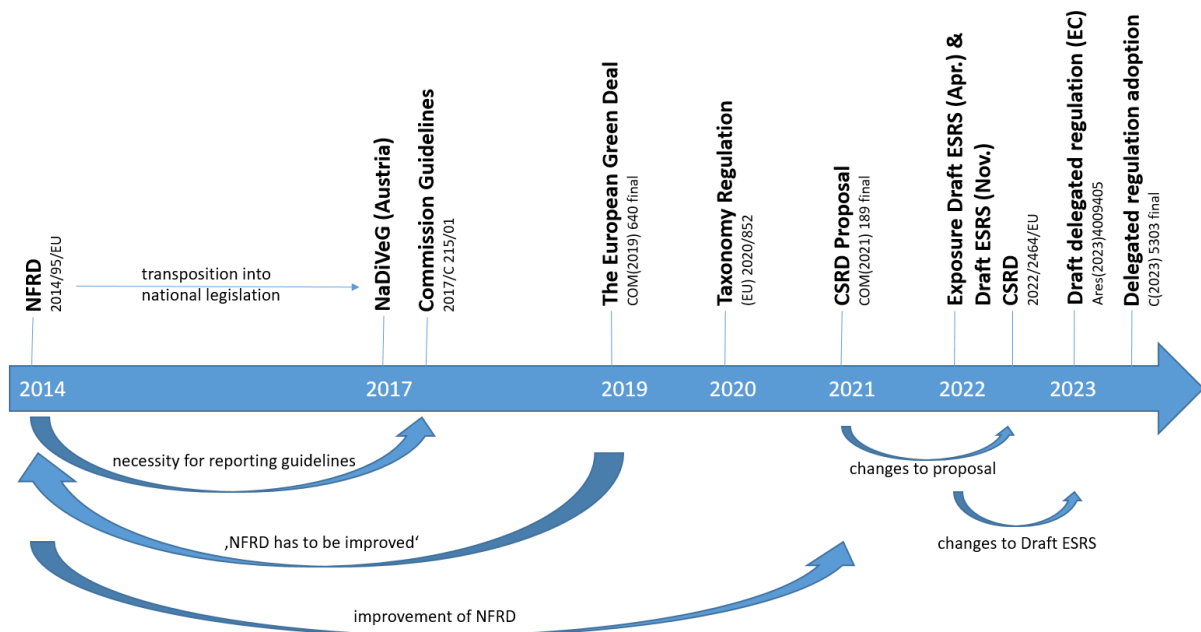 NFRD
2014/95/EU
transposition into
national legislation
NaDiVeG (Austria)
Commission Guidelines
2017/C 215/01
The European Green Deal
COM(2019) 640 final
Taxonomy Regulation
(EU) 2020/852
CSRD Proposal
COM(2021) 189 final
Exposure Draft ESRS (Apr.) &
Draft ESRS (Nov.)
CSRD
2022/2464/EU
Draft delegated regulation (EC)
Ares(2023)4009405
Delegated regulation adoption
C(2023) 5303 final
2014
2017
2019
2020
2021
2022
2023
necessity for reporting guidelines
changes to proposal
‚NFRD has to be improved‘
changes to Draft ESRS
improvement of NFRD